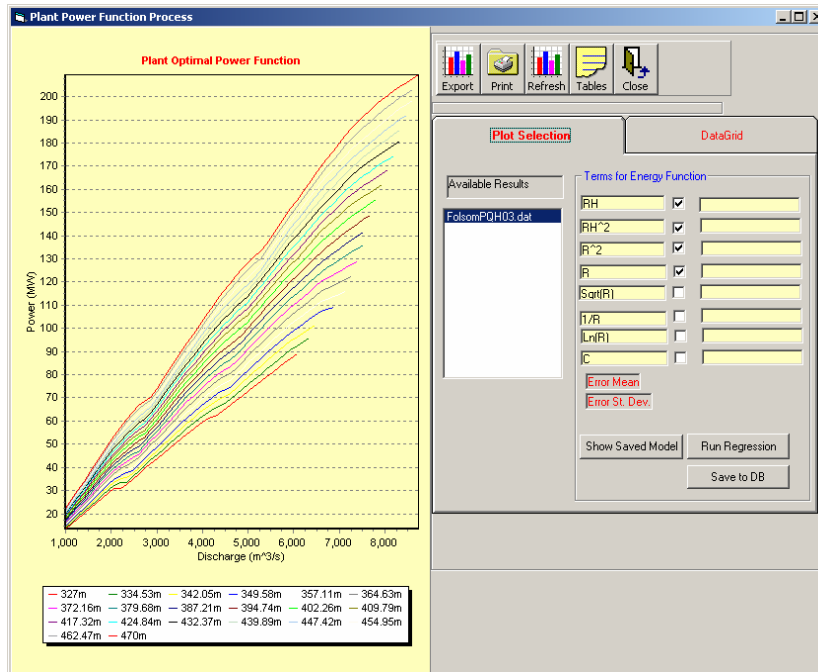 Plant Power Function Process
Plant Optimal Power Function
200
190
180
170
160
150
140
130
120
110
100
90
80
70
60
50
40
30
20
Power (MW)
1,000 2,000 3,000 4,000 5,000 6,000 7,000 8,000
Discharge (m^3/s)
327m 334.53m 342.05m 349.58m 357.11m 364.63m
372.16m 379.68m 387.21m 394.74m 402.26m 409.79m
417.32m 424.84m 432.37m 439.89m 447.42m 454.95m
462.47m 470m
Export Print Refresh Tables Close
Plot Selection DataGrid
Available Results
FolsomPQH03.dat
Terms for Energy Function
RH
RH^2
R^2
R
Sqrt(R)
1/R
Ln(R)
C
Error Mean
Error St. Dev.
Show Saved Model Run Regression
Save to DB